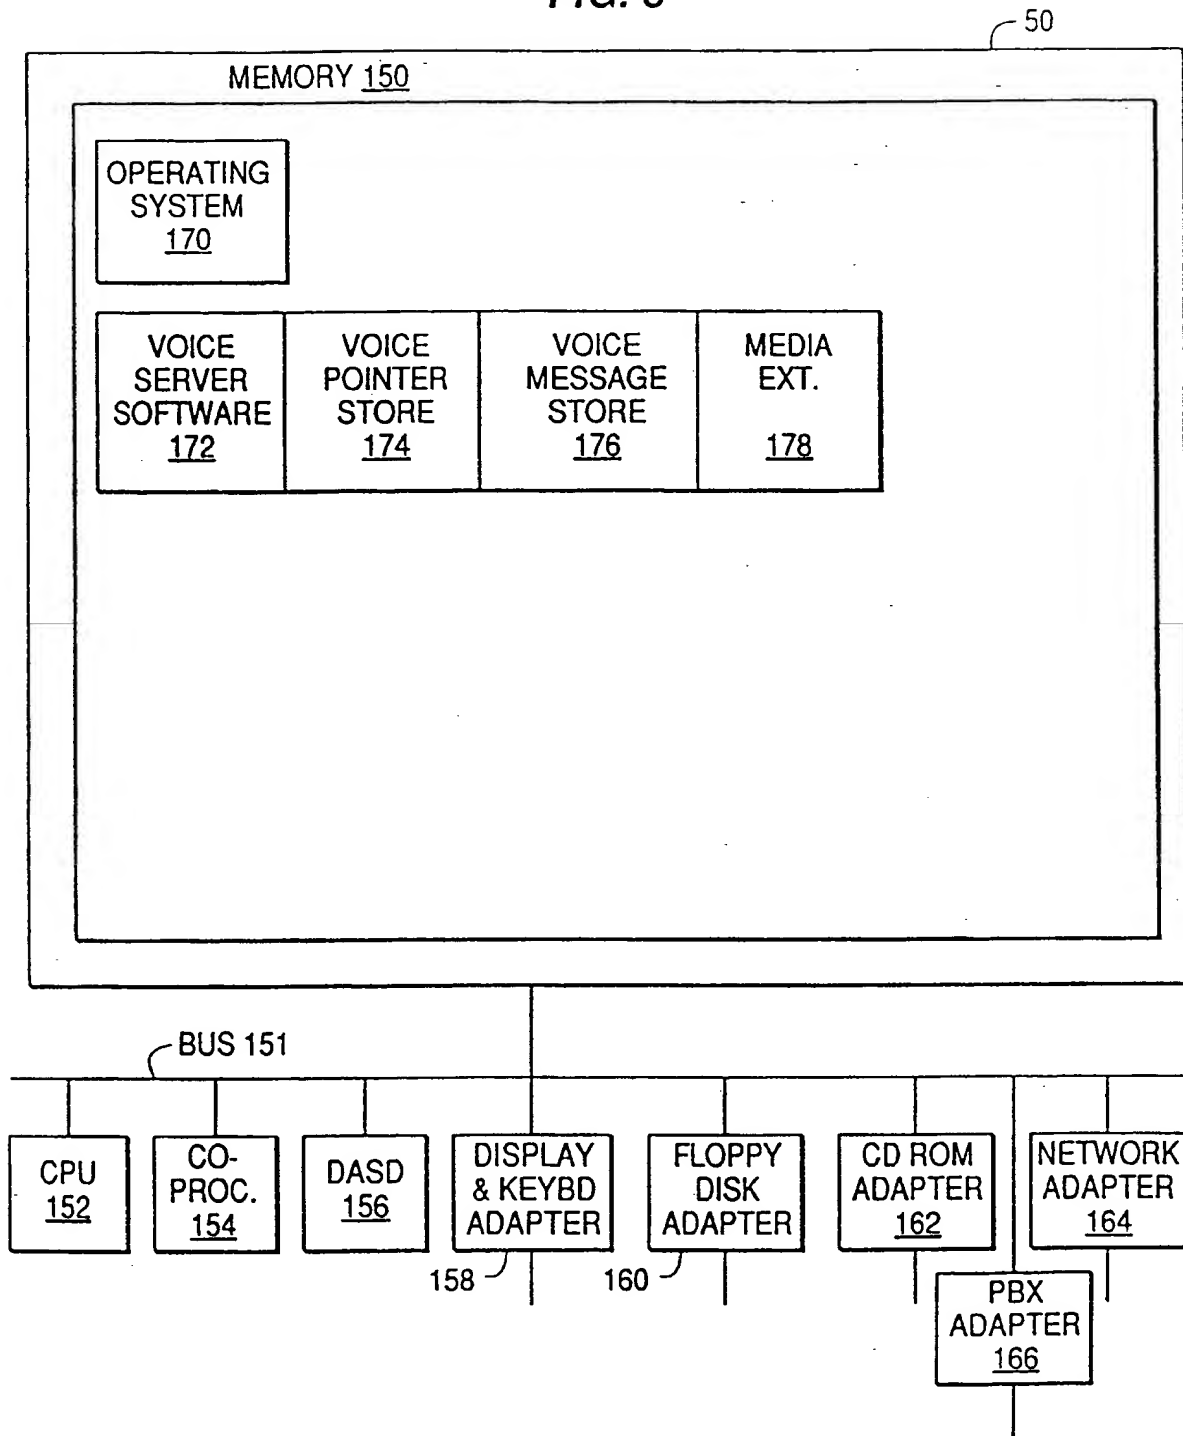 50
MEMORY 150
OPERATING
SYSTEM
170
VOICE
SERVER
SOFTWARE
172
VOICE
POINTER
STORE
174
VOICE
MESSAGE
STORE
176
MEDIA
EXT.
178
BUS 151
CPU
152
CO-
PROC.
154
DASD
156
DISPLAY
& KEYBD
ADAPTER
158
FLOPPY
DISK
ADAPTER
160
CD ROM
ADAPTER
162
NETWORK
ADAPTER
164
PBX
ADAPTER
166